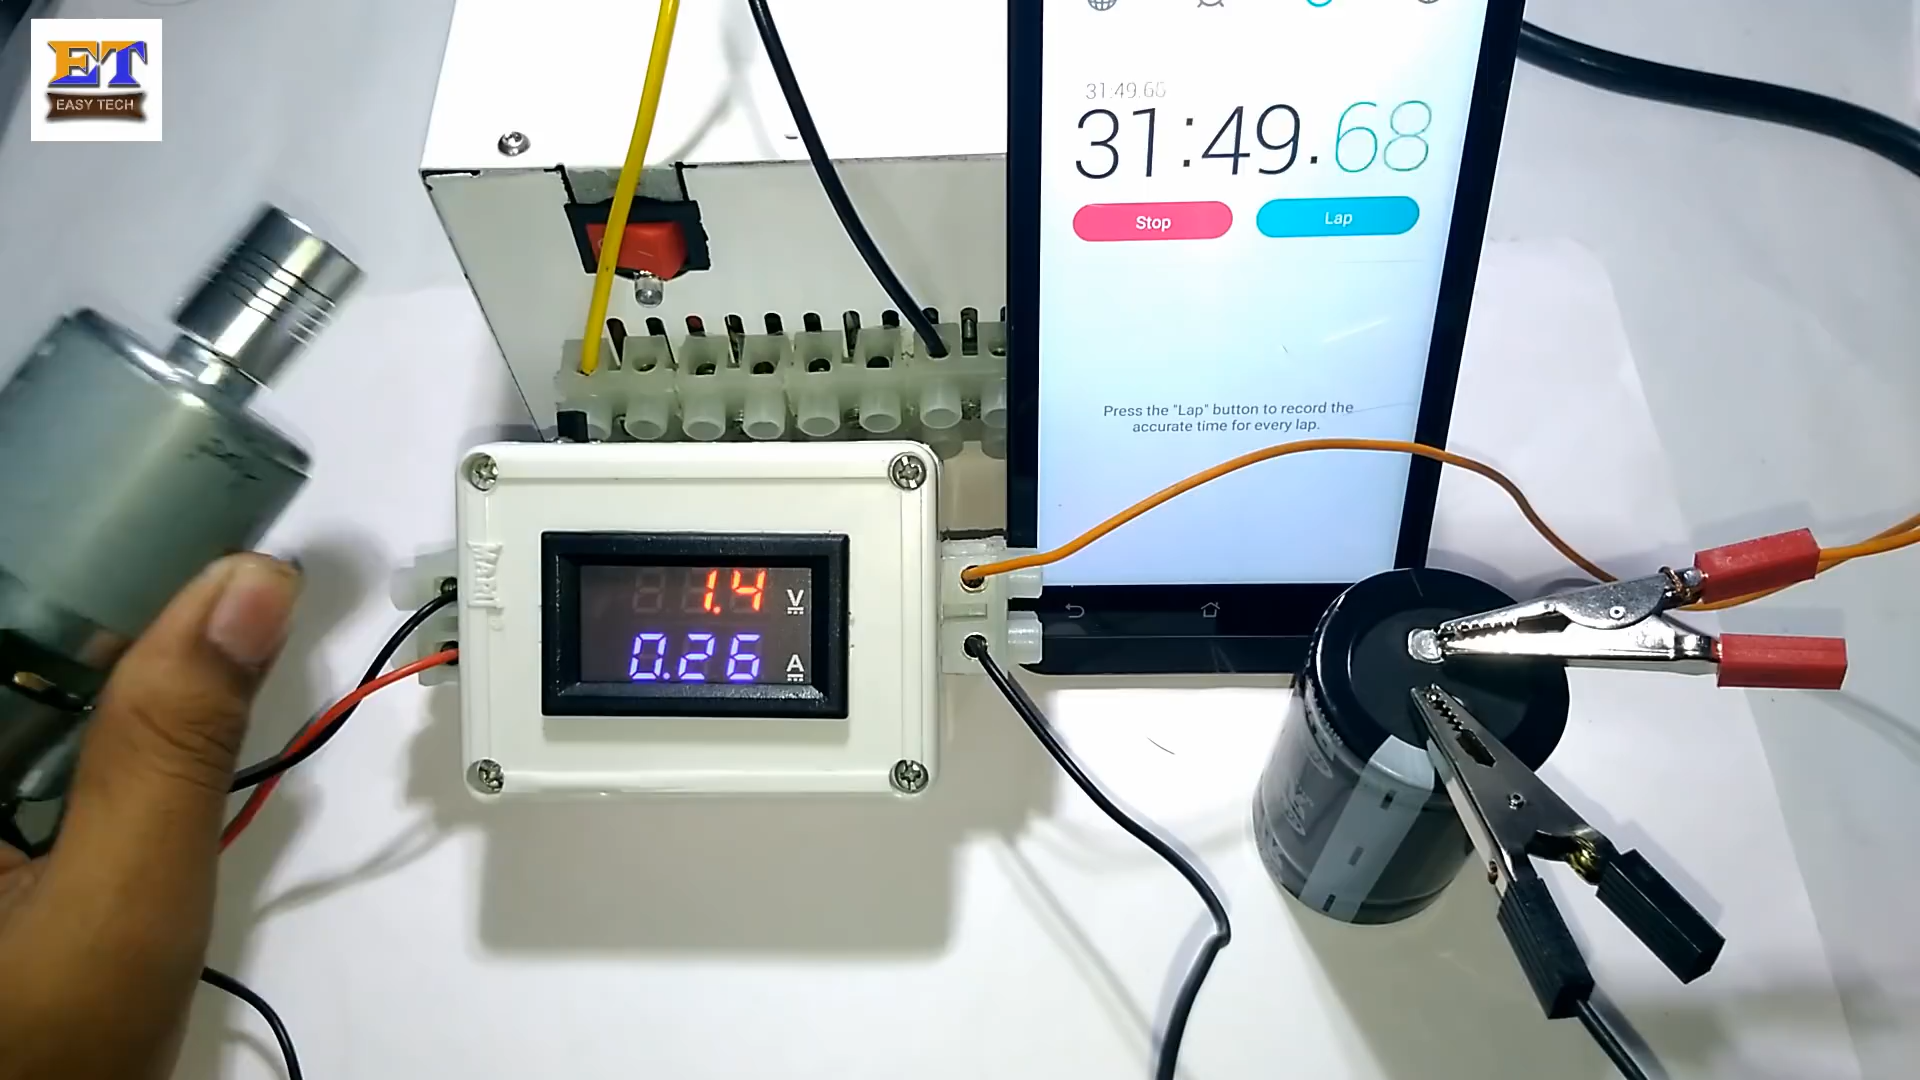 ET
EASY TECH
31:49.66
31:49.68
Stop
Lap
Press the "Lap" button to record the
accurate time for every lap.
1.4 V
0.26 A